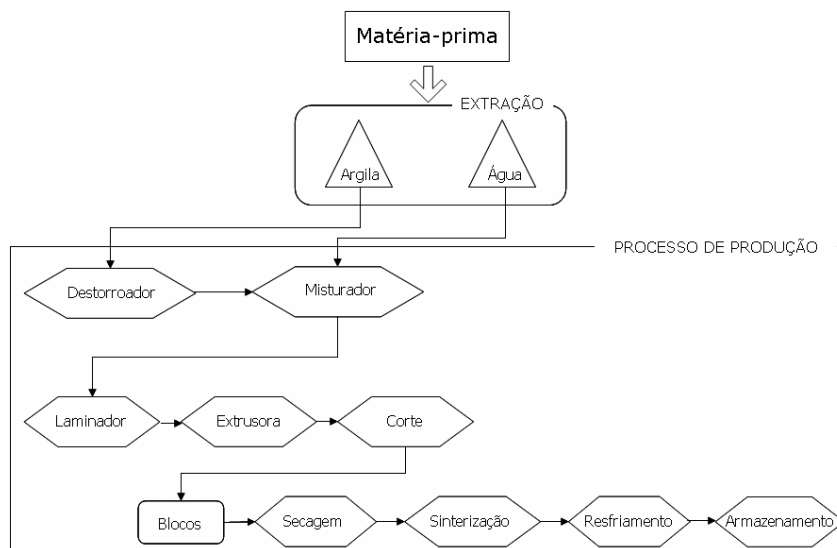 Matéria-prima
EXTRAÇÃO
Argila
Água
PROCESSO DE PRODUÇÃO
Destorroador
Misturador
Laminador
Extrusora
Corte
Blocos
Secagem
Sinterização
Resfriamento
Armazenamento